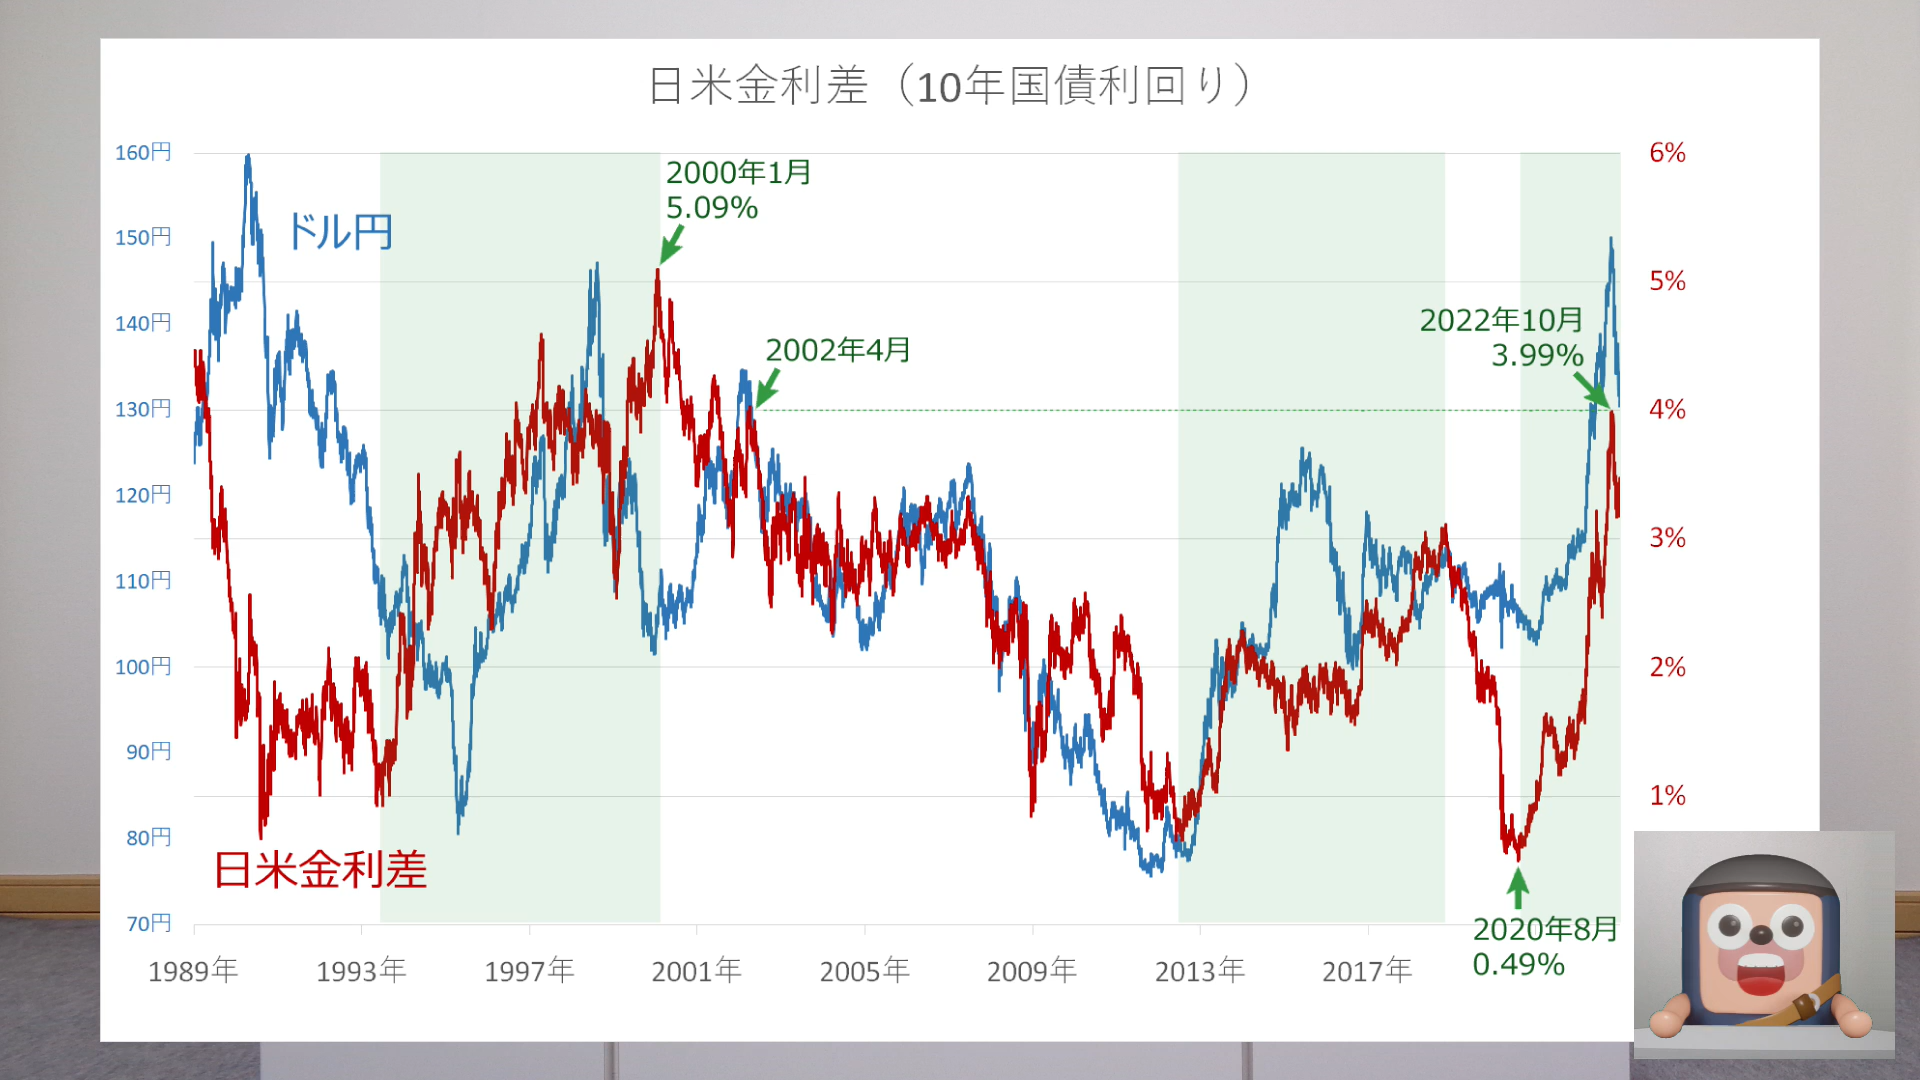 日米金利差（10年国債利回り）
160円
150円
140円
130円
120円
110円
100円
90円
80円
70円
6%
5%
4%
3%
2%
1%
ドル円
日米金利差
2000年1月
5.09%
2002年4月
2022年10月
3.99%
2020年8月
0.49%
1989年
1993年
1997年
2001年
2005年
2009年
2013年
2017年